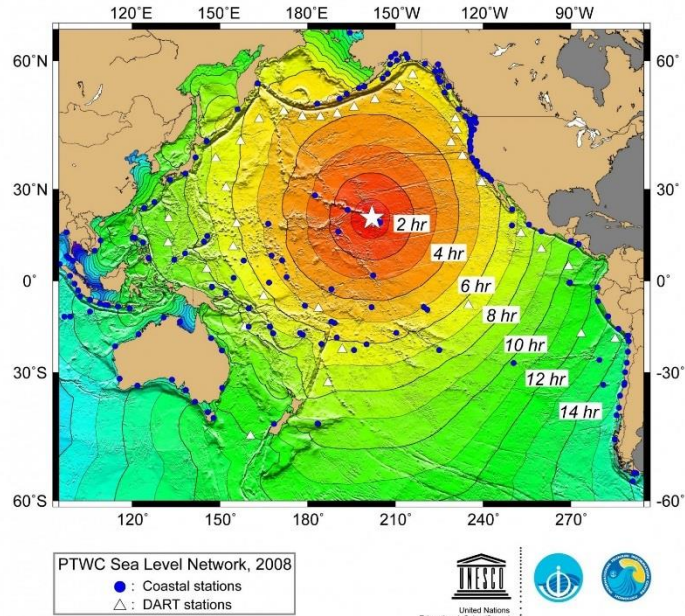 120°E 150°E 180° 150°W 120°W 90°W
60°N 60°
30°N 30°
0° 0°
30°S -30°
60°S -60°
2 hr
4 hr
6 hr
8 hr
10 hr
12 hr
14 hr
120° 150° 180° 210° 240° 270°
PTWC Sea Level Network, 2008
: Coastal stations
: DART stations
UNESCO
United Nations